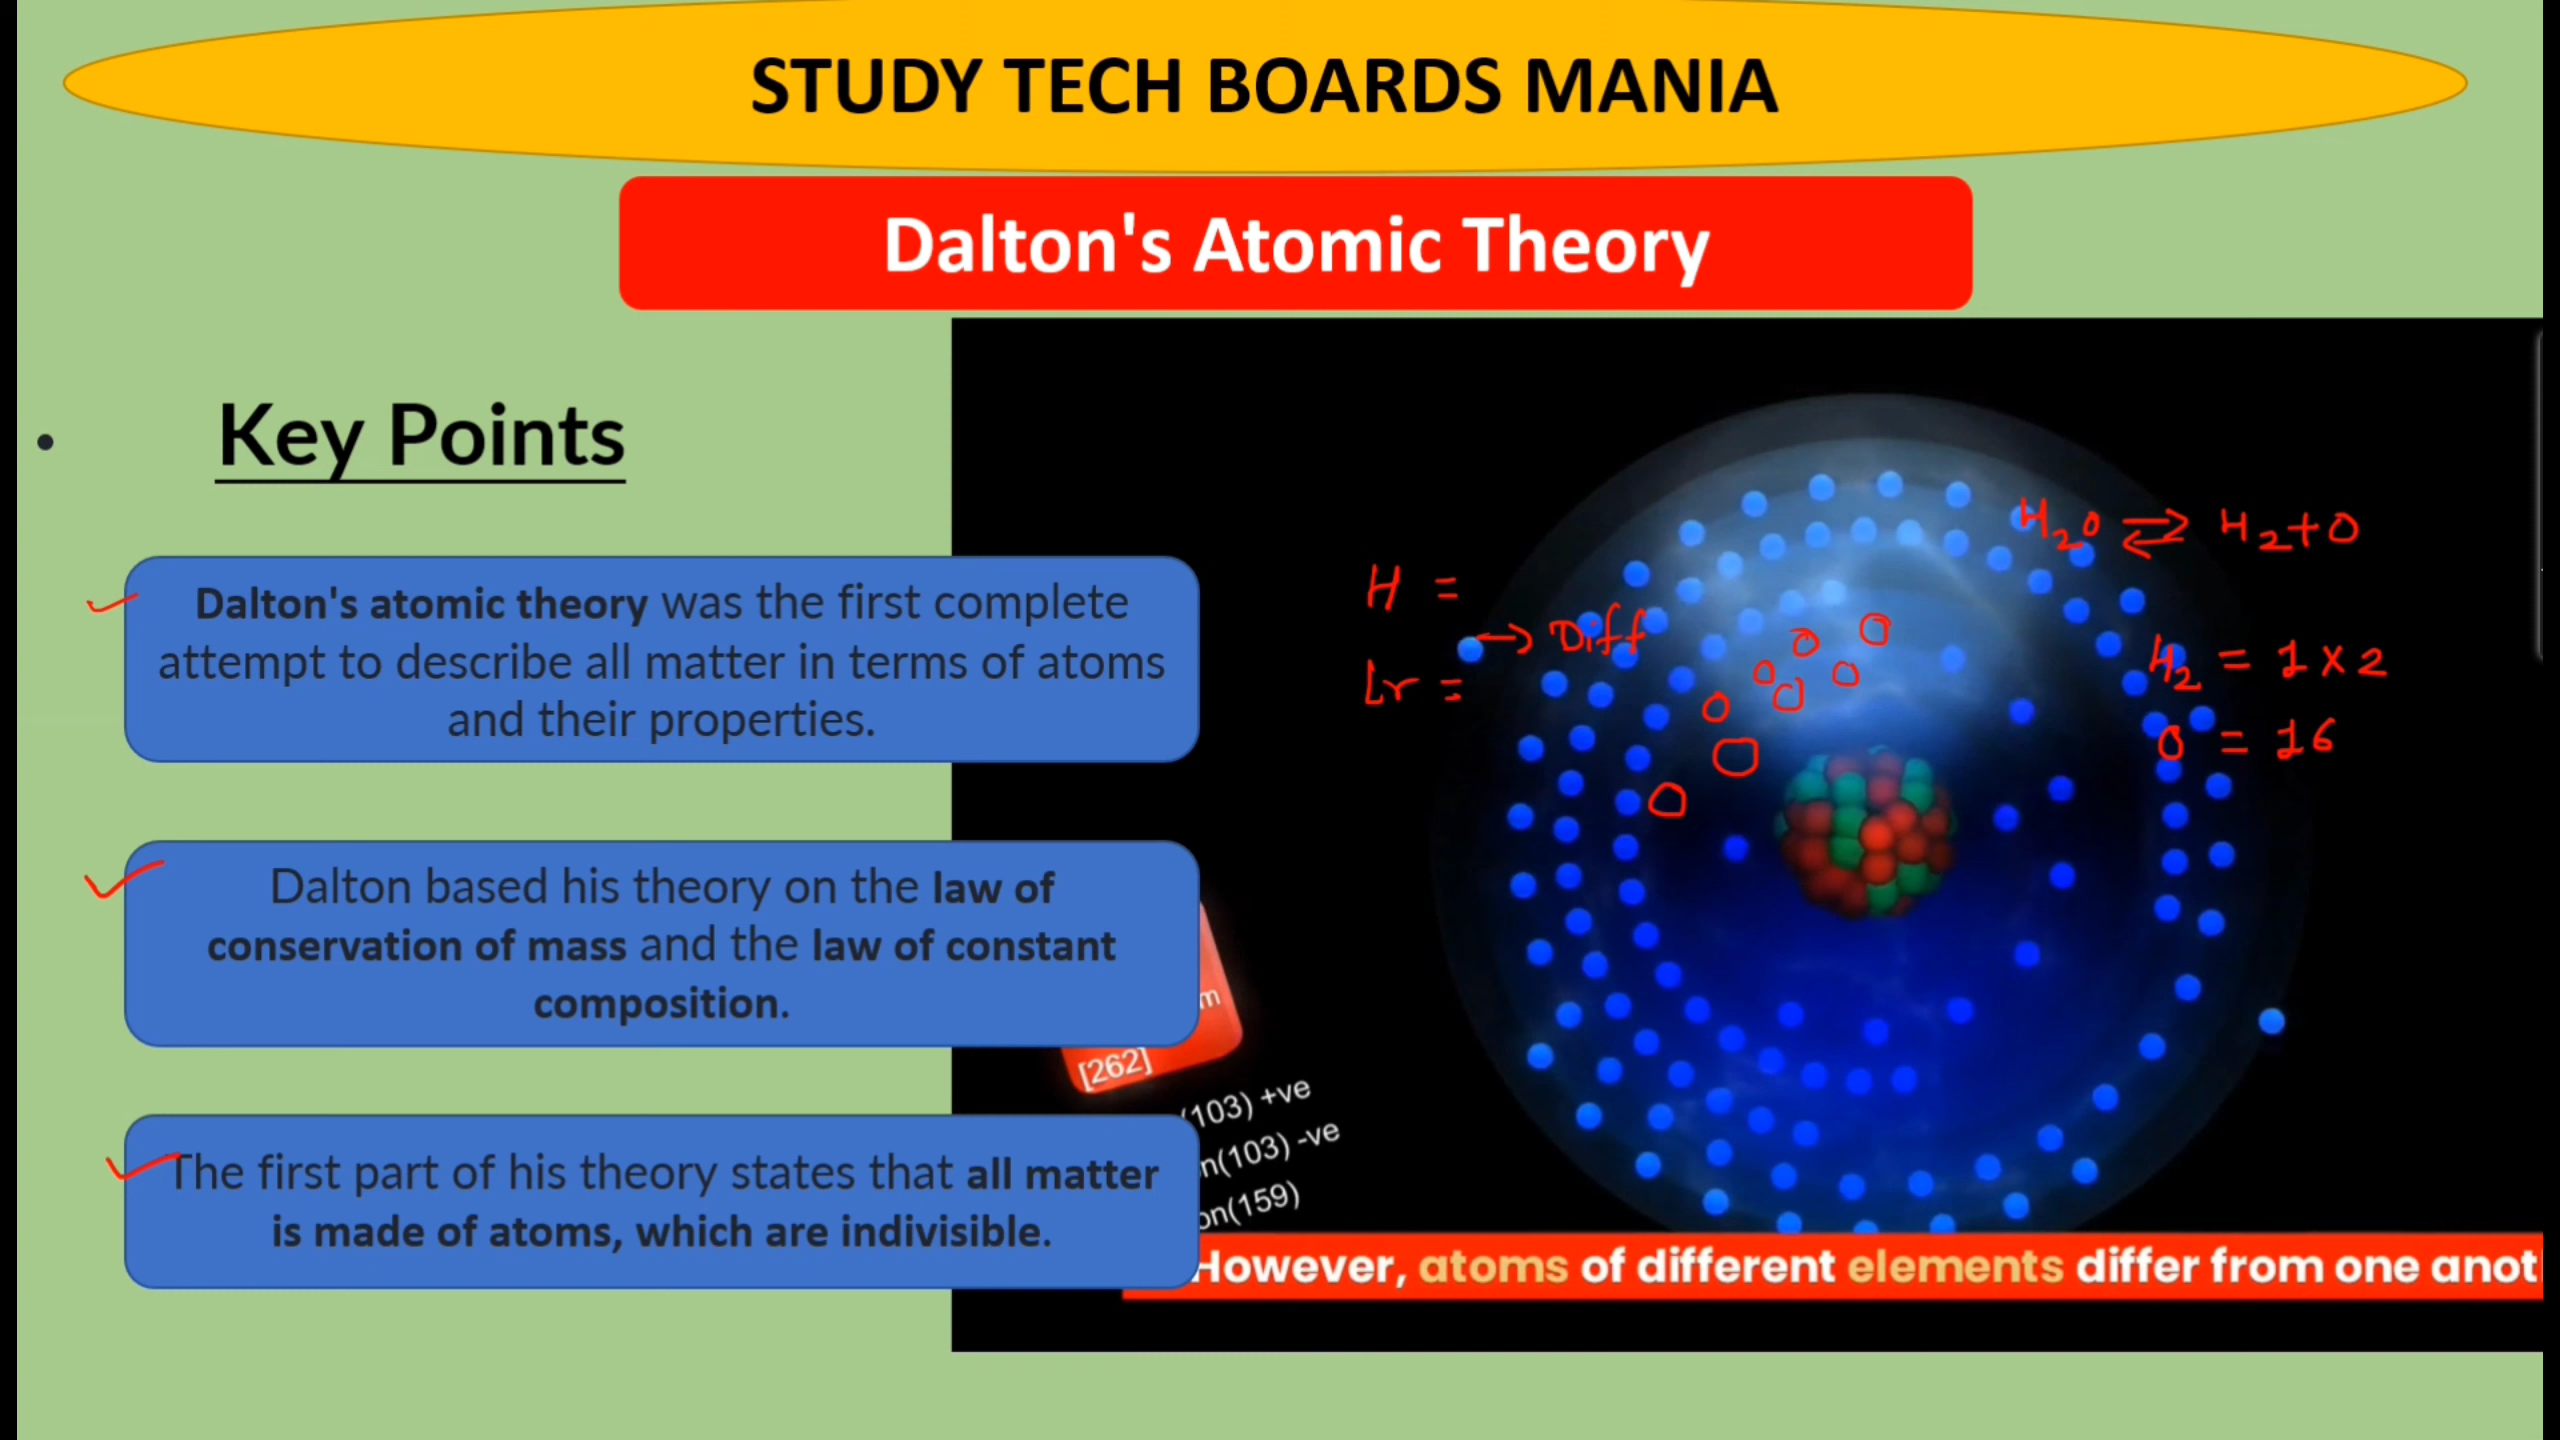 STUDY TECH BOARDS MANIA
Dalton's Atomic Theory
• Key Points
Dalton's atomic theory was the first complete
attempt to describe all matter in terms of atoms
and their properties.
Dalton based his theory on the law of
conservation of mass and the law of constant
composition.
The first part of his theory states that all matter
is made of atoms, which are indivisible.
H =
→ Diff
Lr =
H₂O ⇌ H₂+O
H₂ = 1 x 2
O = 16
m
[262]
(103) +ve
n(103) -ve
on(159)
However, atoms of different elements differ from one anot